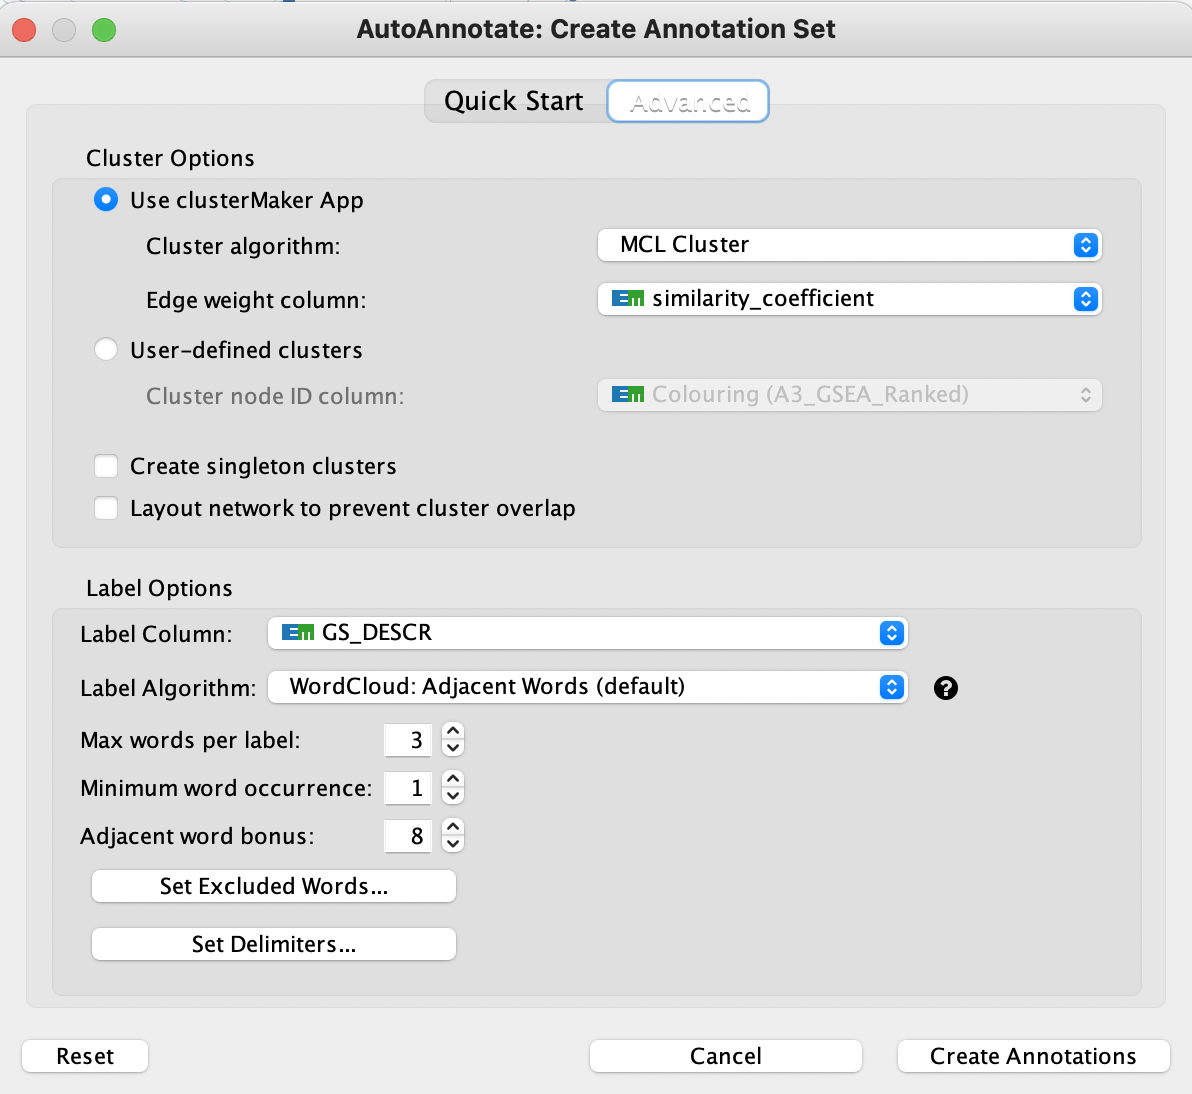 AutoAnnotate: Create Annotation Set
Quick Start Advanced
Cluster Options
Use clusterMaker App
Cluster algorithm: MCL Cluster
Edge weight column: EM similarity_coefficient
User-defined clusters
Cluster node ID column: EM Colouring (A3_GSEA_Ranked)
Create singleton clusters
Layout network to prevent cluster overlap
Label Options
Label Column: EM GS_DESCR
Label Algorithm: WordCloud: Adjacent Words (default) ?
Max words per label: 3
Minimum word occurrence: 1
Adjacent word bonus: 8
Set Excluded Words...
Set Delimiters...
Reset Cancel Create Annotations